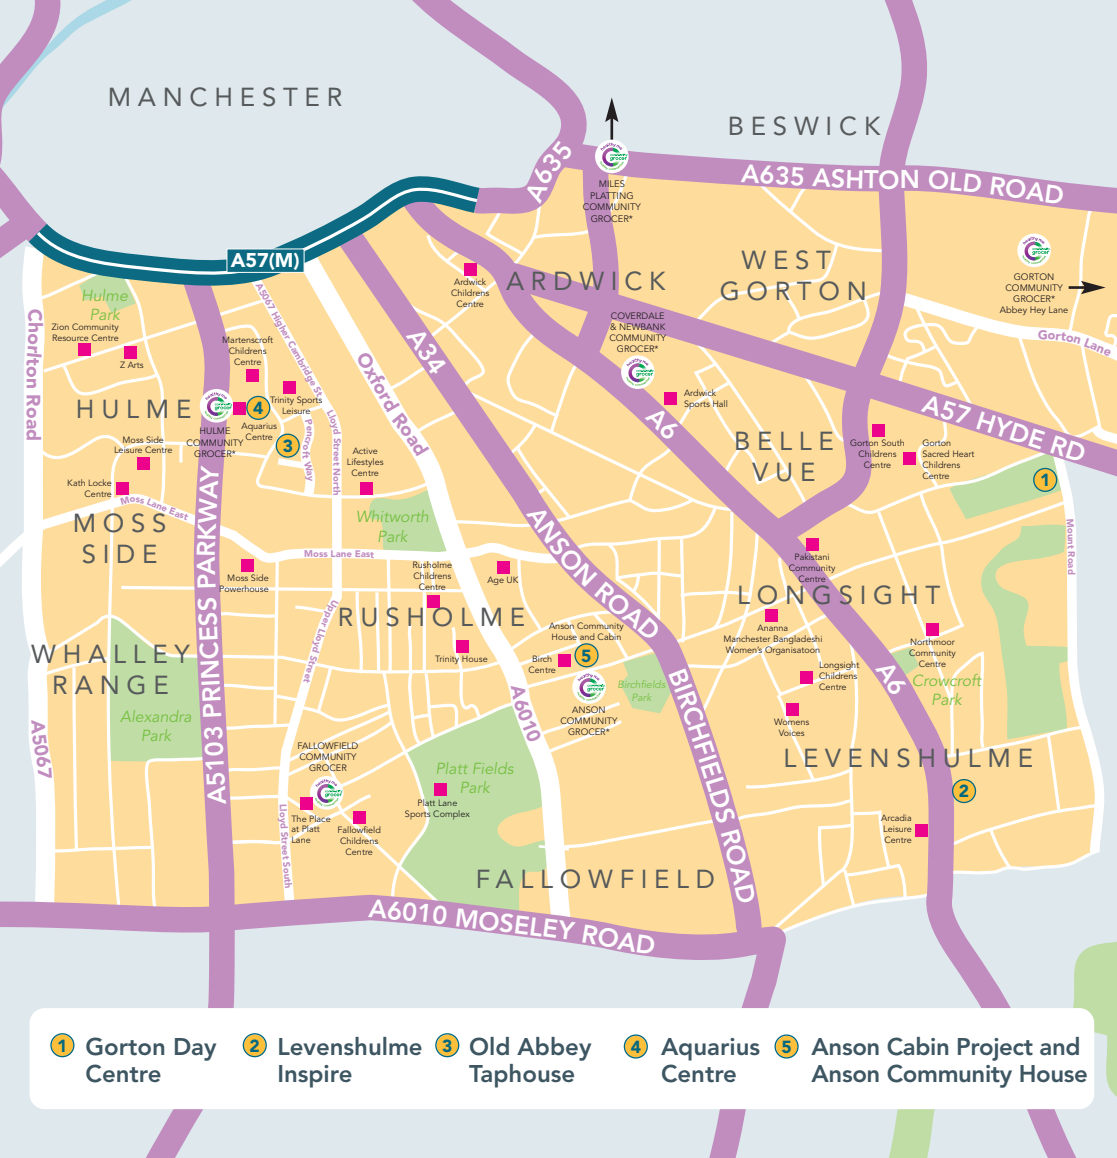 MANCHESTER
BESWICK
A635
A635 ASHTON OLD ROAD
MILES
PLATTING
COMMUNITY
GROCER*
A57(M)
ARDWICK
WEST
GORTON
GORTON
COMMUNITY
GROCER*
Abbey Hey Lane
Gorton Lane
Ardwick
Childrens
Centre
Hulme
Park
Chorlton Road
Zion Community
Resource Centre
Z Arts
A5067 Higher Cambridge St.
Martenscroft
Childrens
Centre
Trinity Sports
Leisure
Oxford Road
A34
COVERDALE
& NEWBANK
COMMUNITY
GROCER*
Ardwick
Sports Hall
A6
A57 HYDE RD
HULME
4
HULME
COMMUNITY
GROCER*
Aquarius
Centre
3
Pencroft Way
Lloyd Street North
Active
Lifestyles
Centre
Moss Side
Leisure Centre
Kath Locke
Centre
Moss Lane East
MOSS
SIDE
BELLE
VUE
Gorton South
Childrens
Centre
Gorton
Sacred Heart
Childrens
Centre
1
Mount Road
Whitworth
Park
Moss Lane East
A5103 PRINCESS PARKWAY
Moss Side
Powerhouse
Rusholme
Childrens
Centre
Age UK
ANSON ROAD
Pakistani
Community
Centre
LONGSIGHT
RUSHOLME
Upper Lloyd Street
Trinity House
Anson Community
House and Cabin
5
Birch
Centre
ANSON
COMMUNITY
GROCER*
Birchfields
Park
Ananna
Manchester Bangladeshi
Women's Organisatoon
Northmoor
Community
Centre
Longsight
Childrens
Centre
A6
Crowcroft
Park
Womens
Voices
WHALLEY
RANGE
Alexandra
Park
A5067
A6010
BIRCHFIELDS ROAD
LEVENSHULME
2
FALLOWFIELD
COMMUNITY
GROCER
The Place
at Platt
Lane
Fallowfield
Childrens
Centre
Platt Fields
Park
Platt Lane
Sports Complex
Arcadia
Leisure
Centre
Lloyd Street South
FALLOWFIELD
A6010 MOSELEY ROAD
1 Gorton Day
Centre
2 Levenshulme
Inspire
3 Old Abbey
Taphouse
4 Aquarius
Centre
5 Anson Cabin Project and
Anson Community House